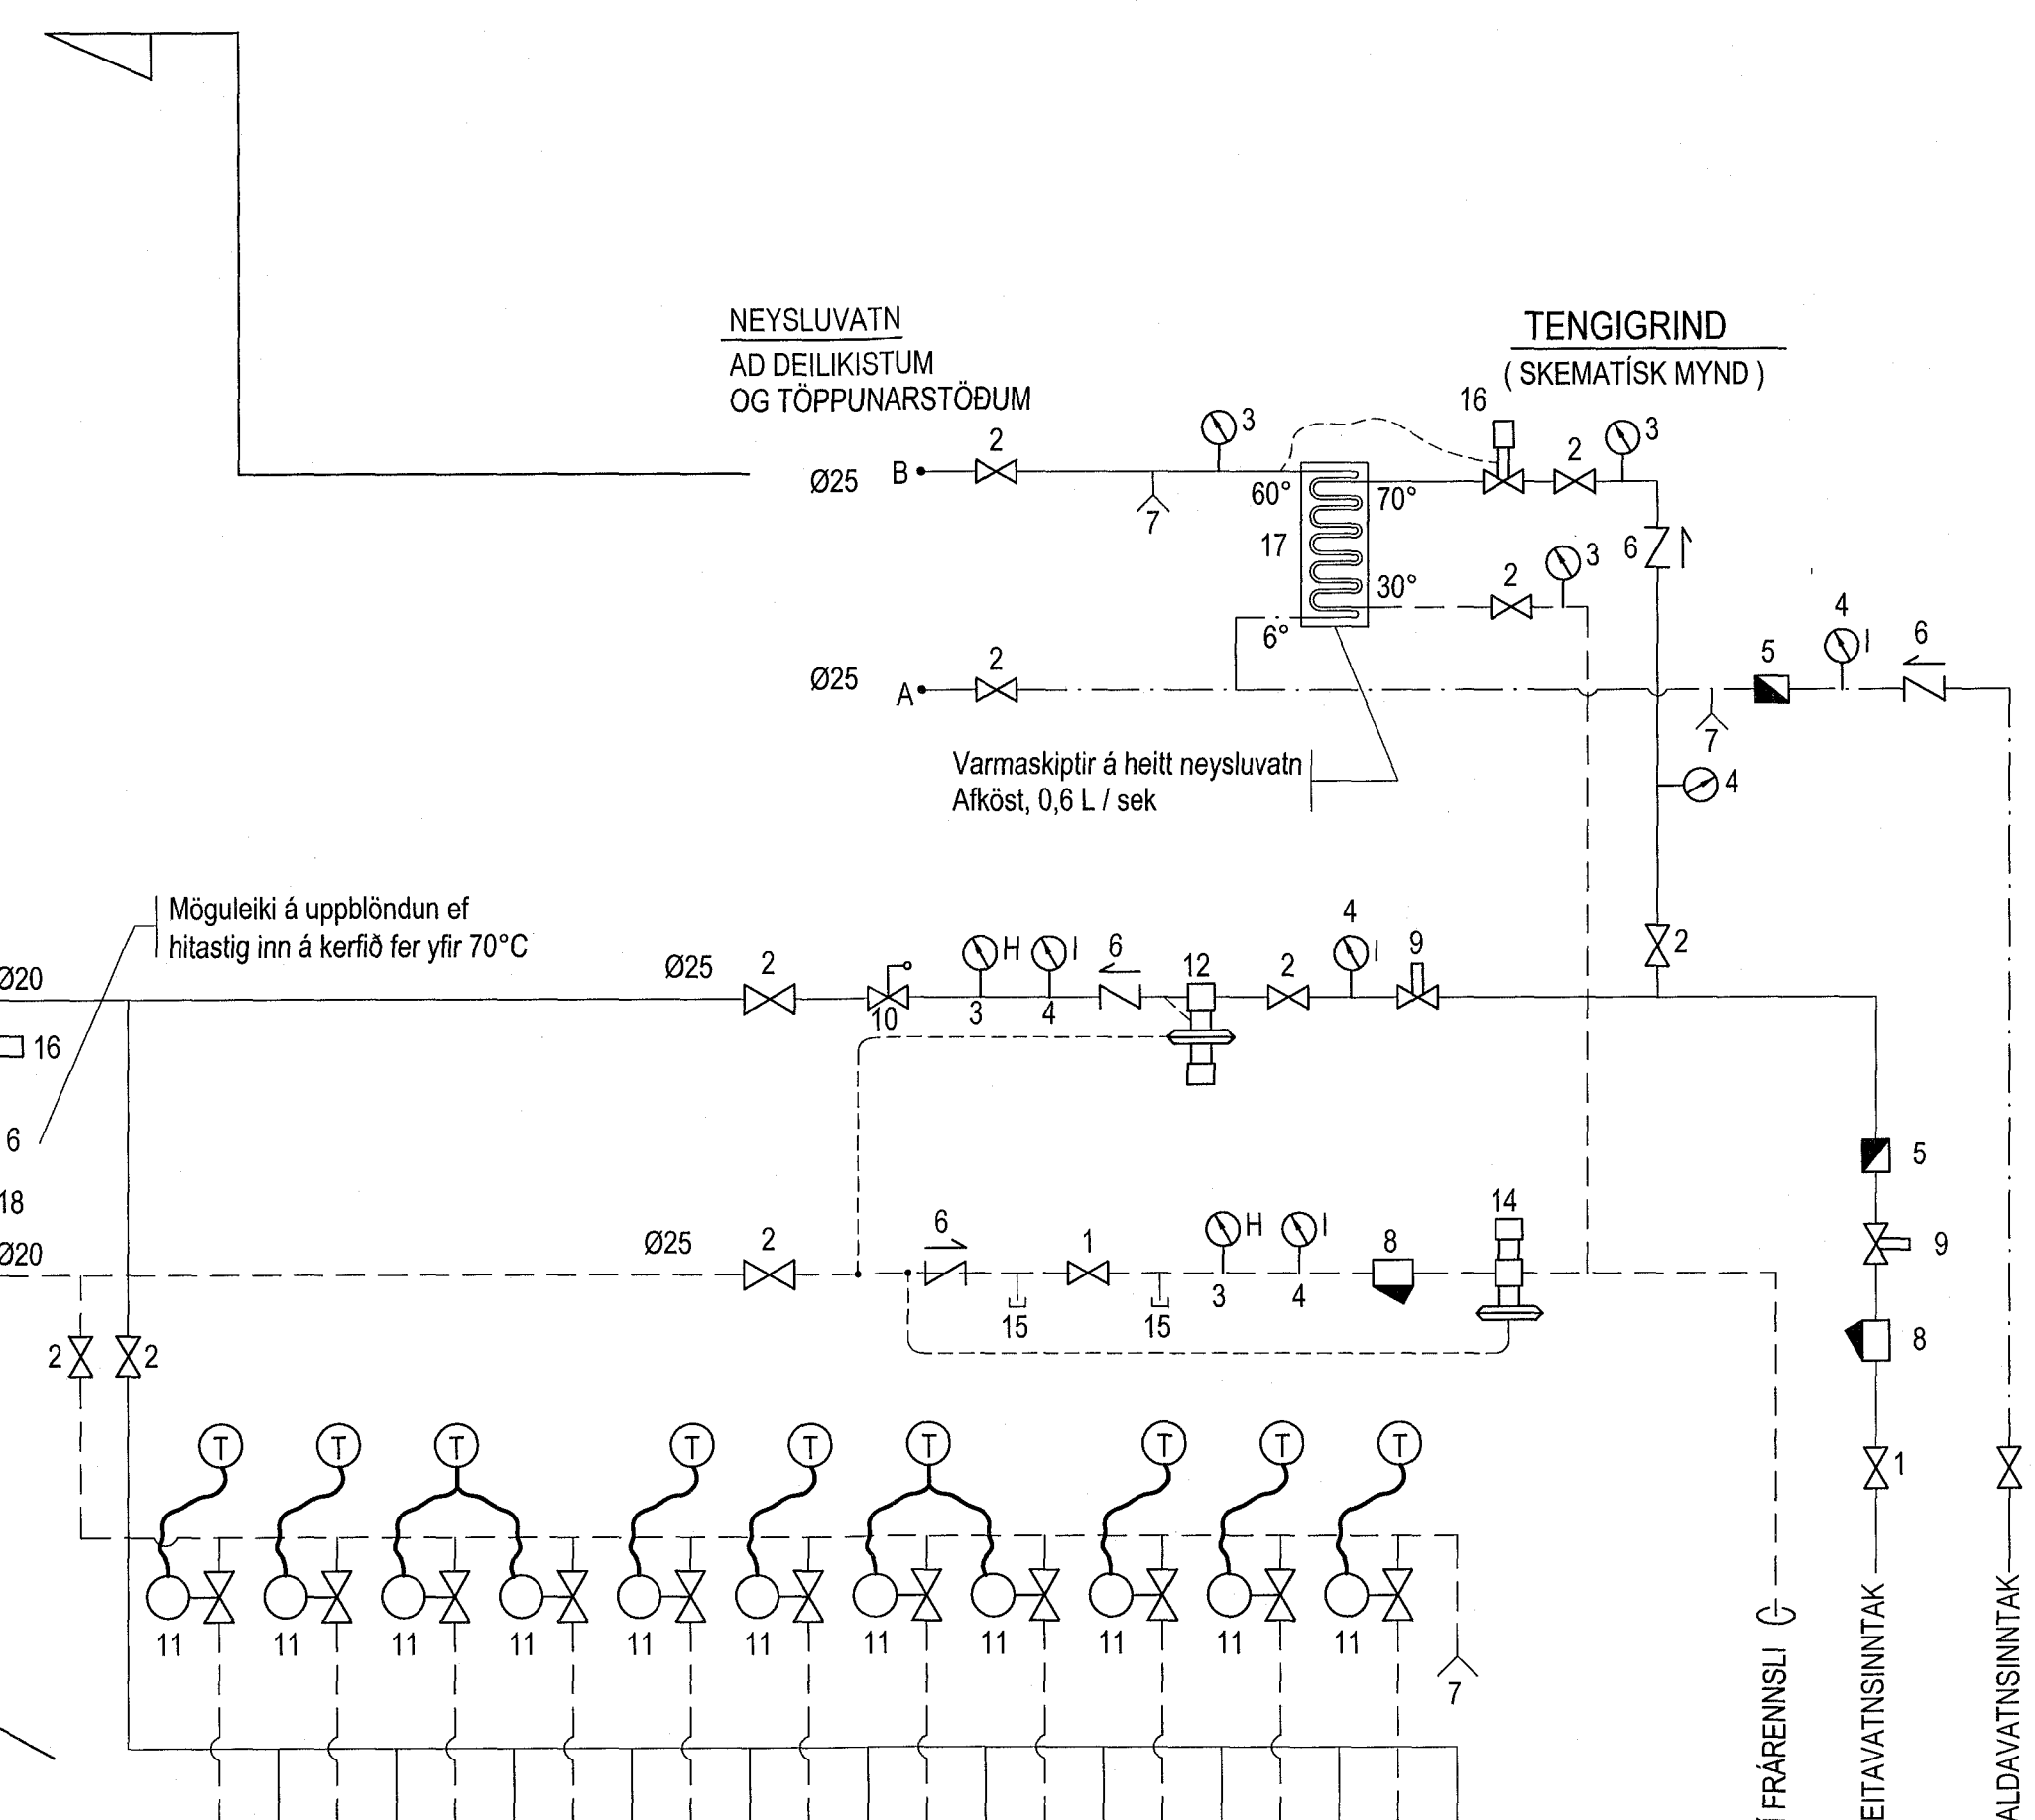 NEYSLUVATN
AD DEILIKISTUM
OG TÖPPUNARSTÖÐUM
TENGIGRIND
( SKEMATÍSK MYND )
16
3
2
3
2
Ø25
B
60°
70°
7
17
6
3
2
30°
6°
4
6
5
I
2
Ø25
A
7
Varmaskiptir á heitt neysluvatn
Afköst, 0,6 L / sek
4
Möguleiki á uppblöndun ef
hitastig inn á kerfið fer yfir 70°C
Ø20
Ø25
2
H
I
6
12
2
4
I
9
2
10
3
4
16
6
5
18
Ø20
Ø25
2
6
1
H
I
8
14
9
15
15
3
4
2
2
8
T
T
T
T
T
T
T
T
T
1
11
11
11
11
11
11
11
11
11
11
11
7
FRÁRENNSLI
EITAVATNSINNTAK
ALDAVATNSINNTAK